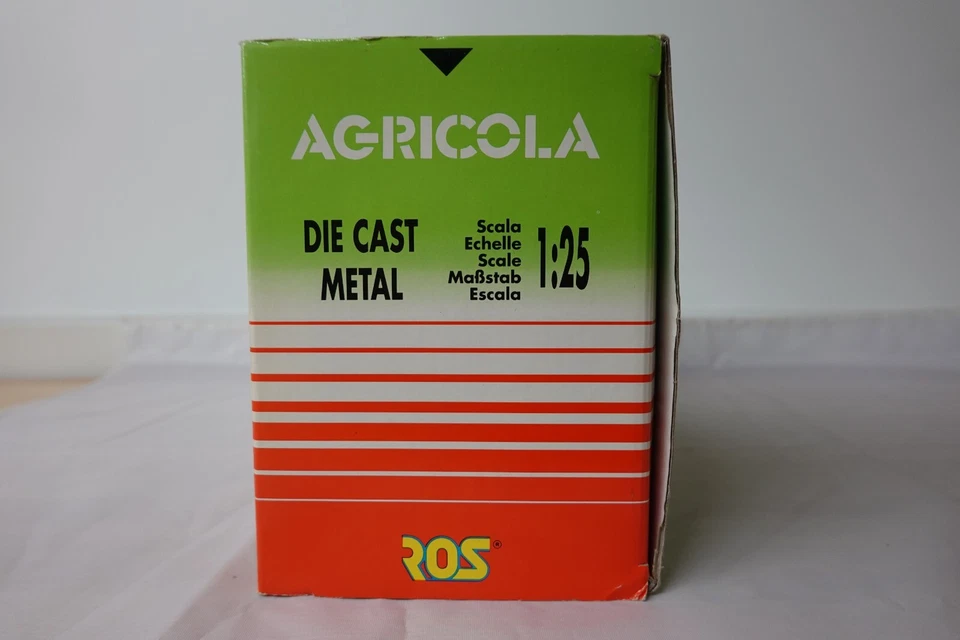 AGRICOLA
DIE CAST
METAL
Scala
Echelle
Scale
Maßstab
Escala
1:25
ROS®